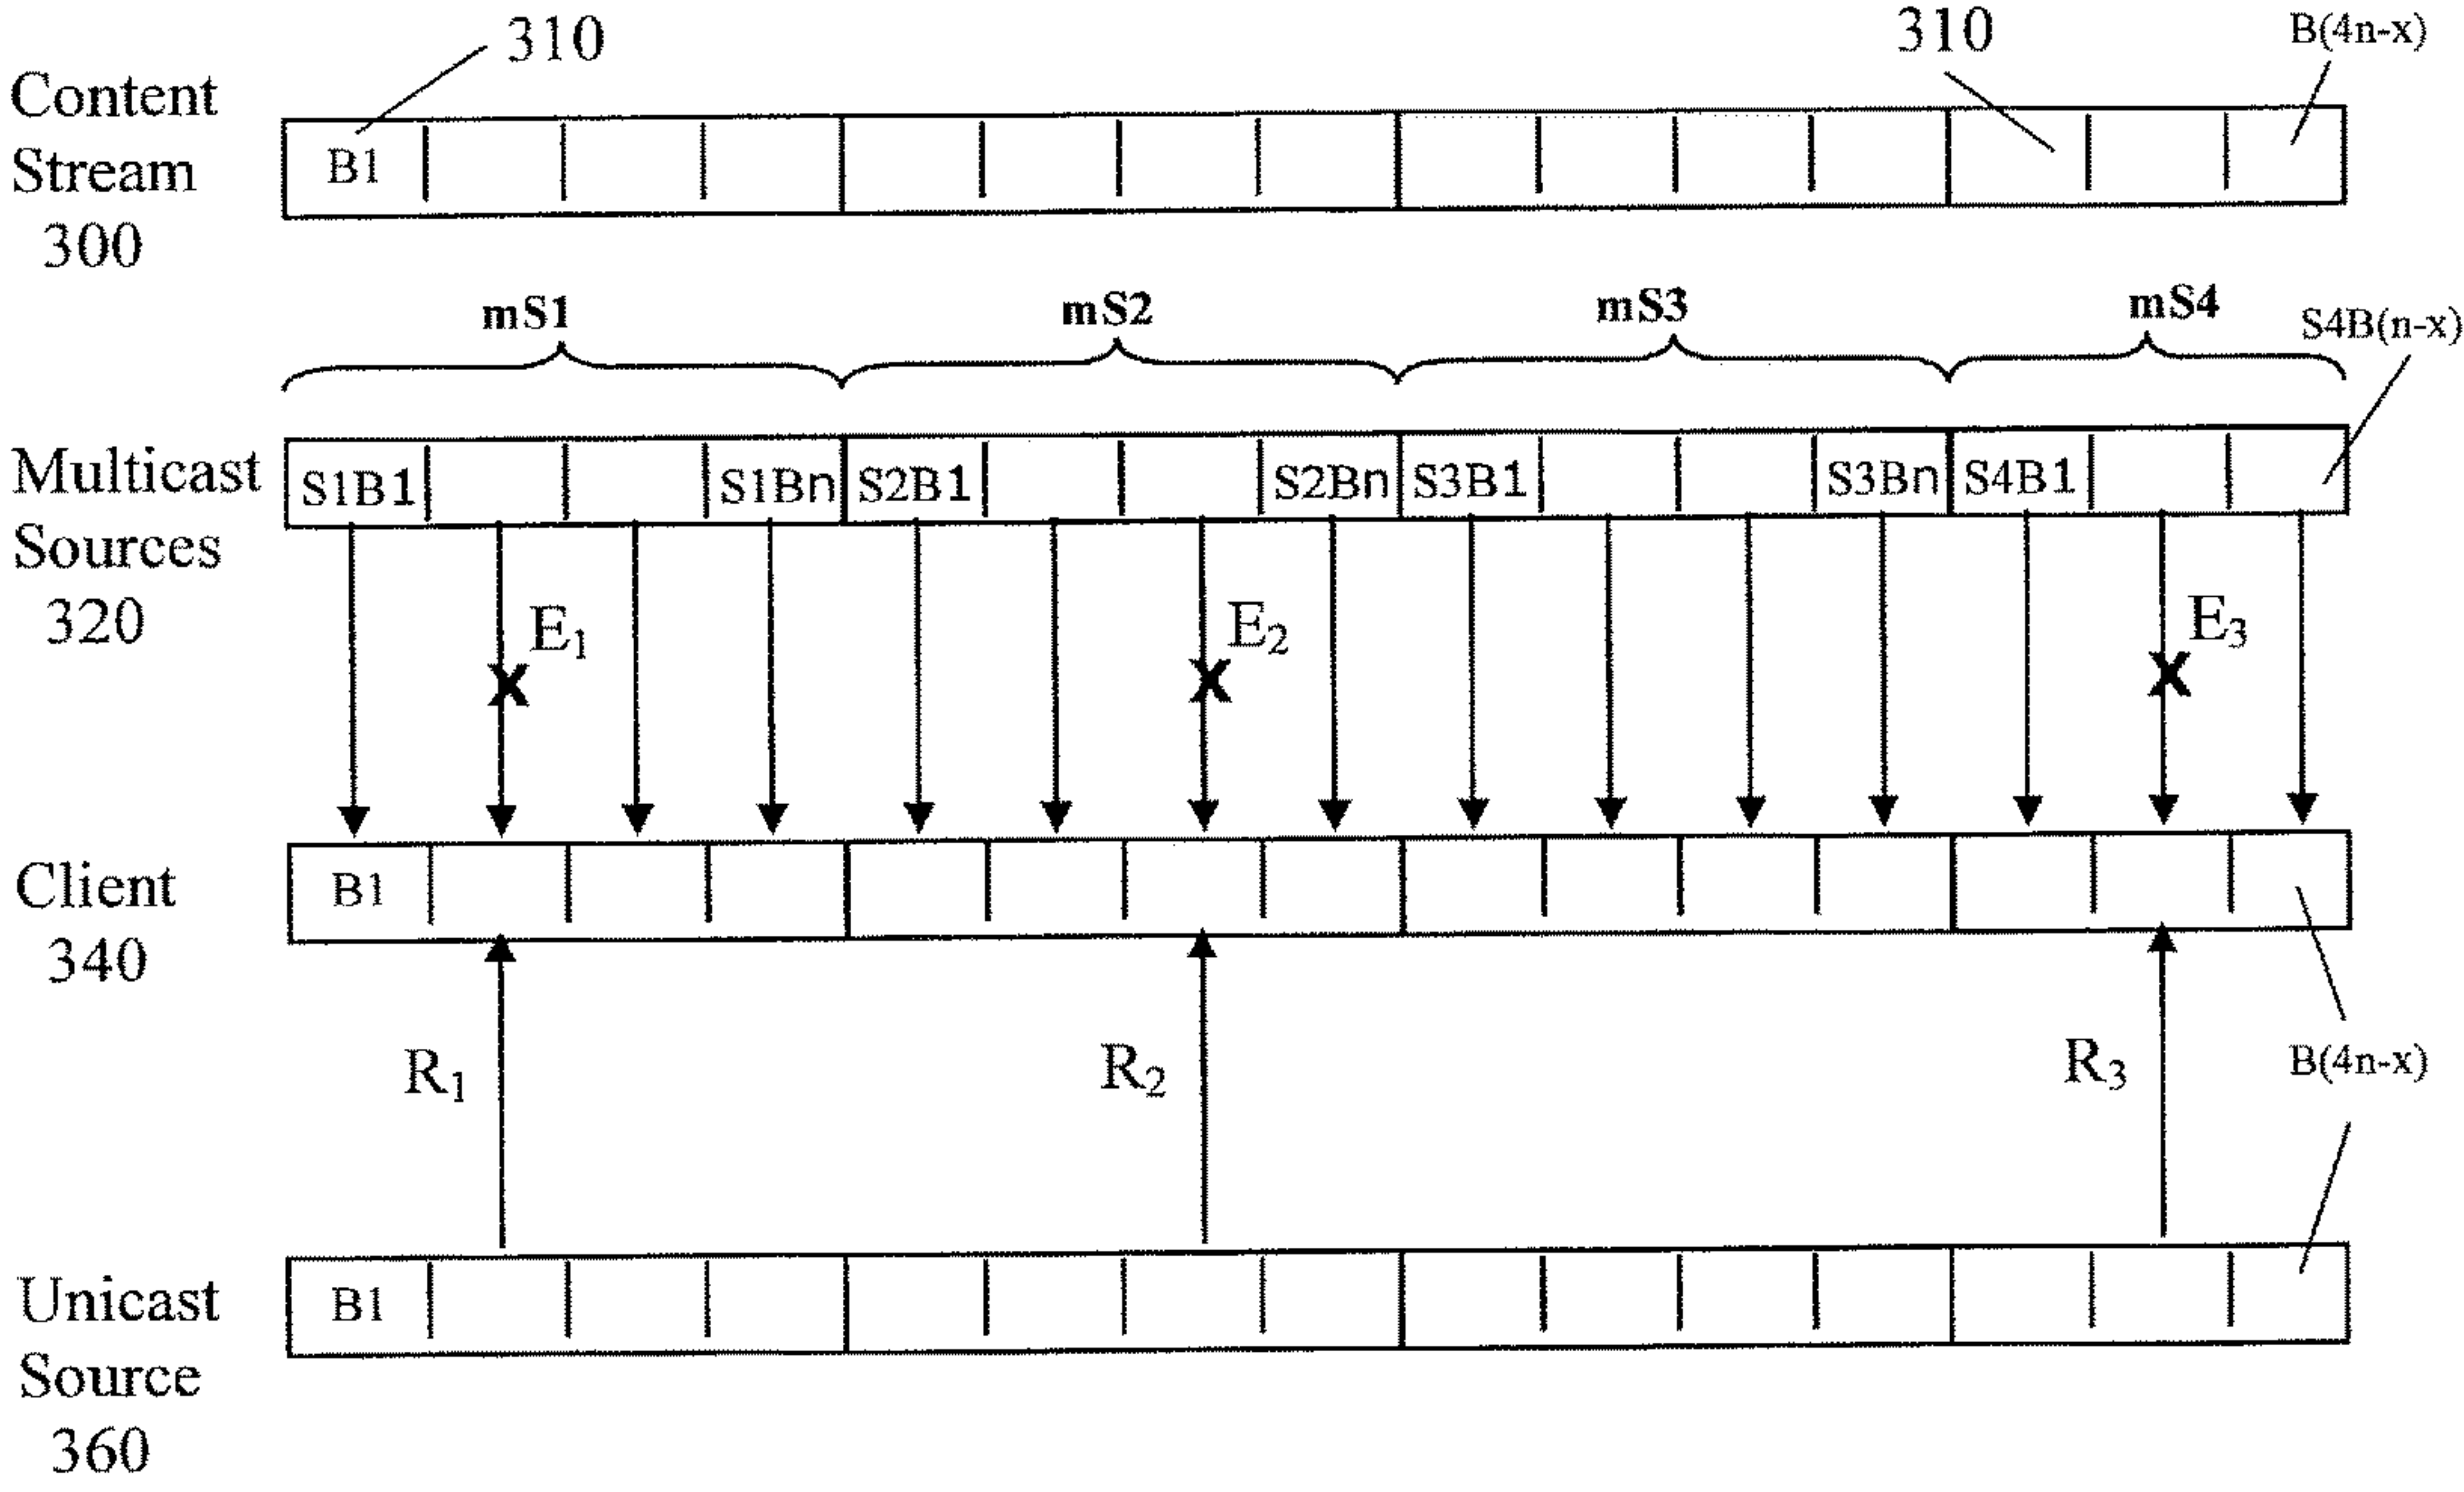 310
310
B(4n-x)
Content
Stream
300
B1
mS1
mS2
mS3
mS4
S4B(n-x)
Multicast
Sources
320
S1B1
S1Bn
S2B1
S2Bn
S3B1
S3Bn
S4B1
E₁
E₂
E₃
Client
340
B1
R₁
R₂
R₃
B(4n-x)
Unicast
Source
360
B1